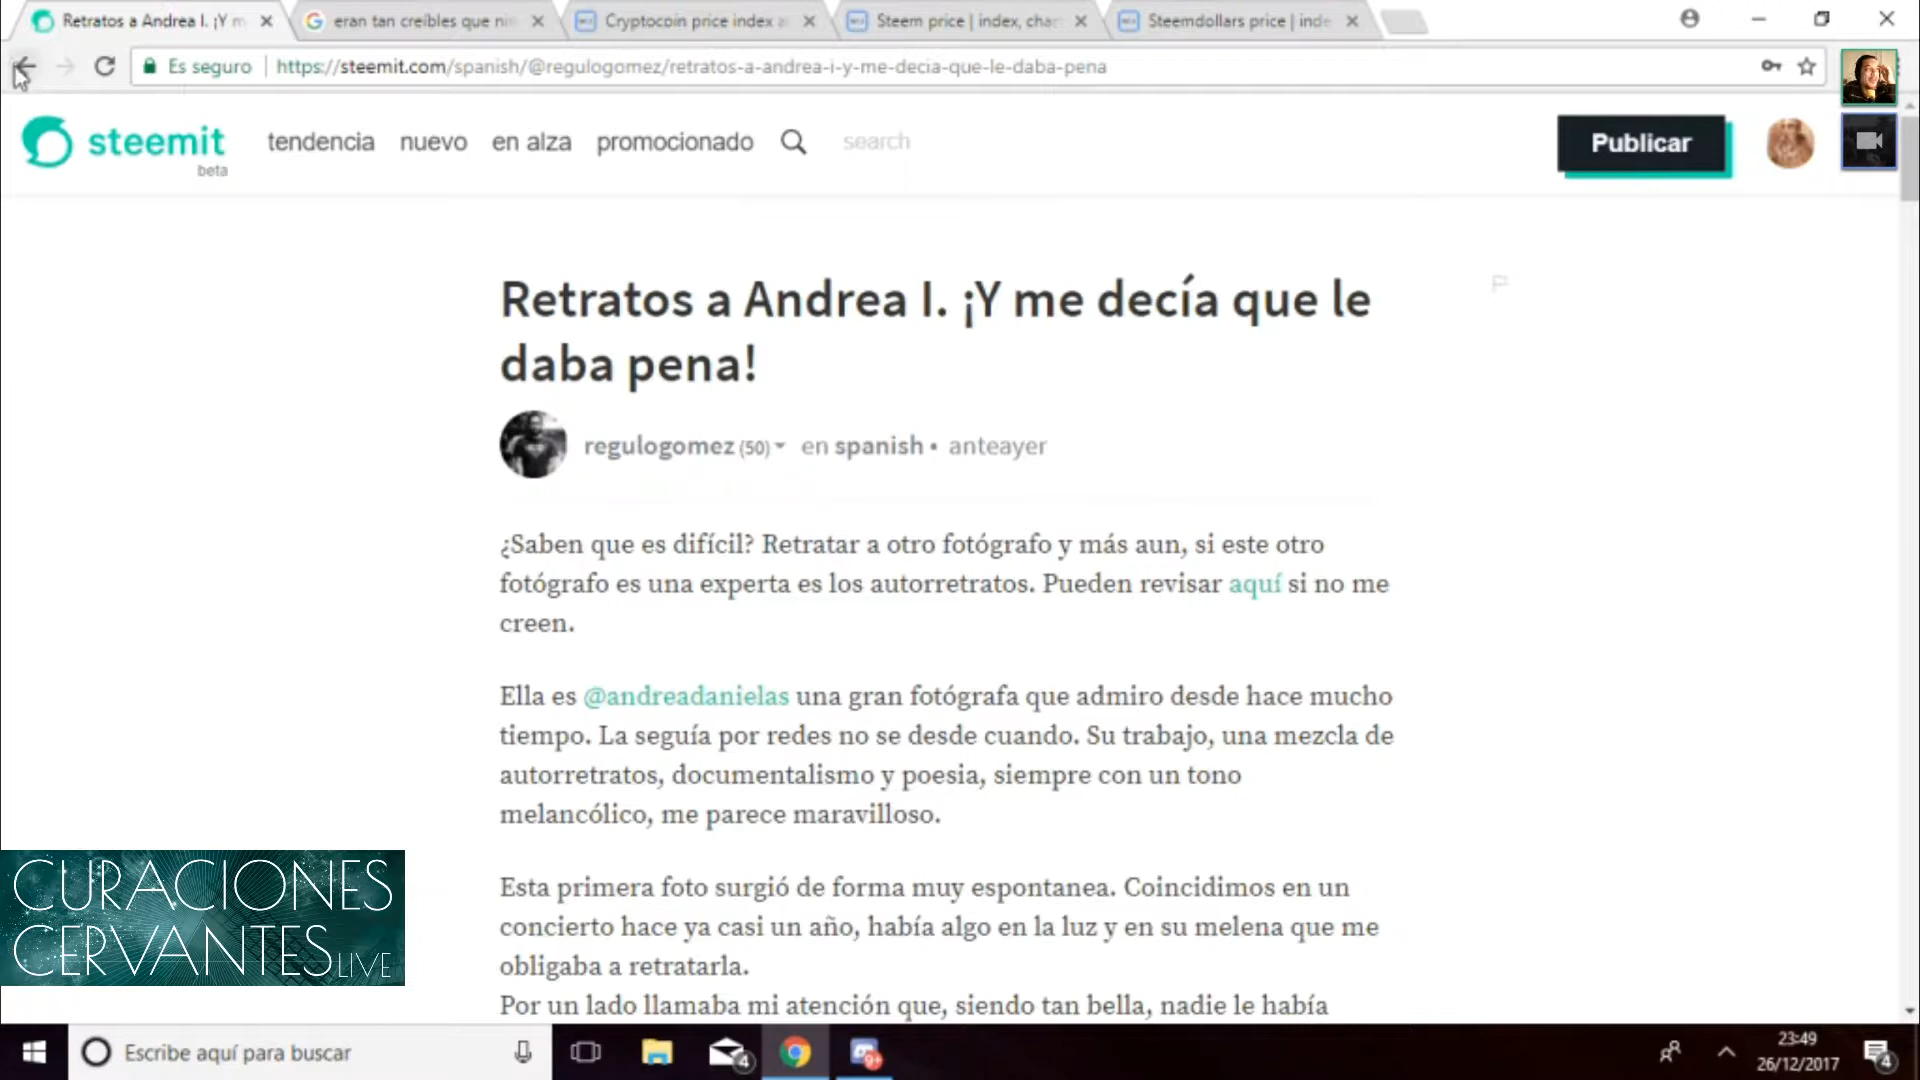 Retratos a Andrea I. ¡Y m
eran tan creíbles que ni
Cryptocoin price index a
Steem price | index, cha
Steemdollars price | inde
Es seguro
https://steemit.com/spanish/@regulogomez/retratos-a-andrea-i-y-me-decia-que-le-daba-pena
steemit
beta
tendencia nuevo en alza promocionado
search
Publicar
Retratos a Andrea I. ¡Y me decía que le
daba pena!
regulogomez (50) en spanish • anteayer
¿Saben que es difícil? Retratar a otro fotógrafo y más aun, si este otro
fotógrafo es una experta es los autorretratos. Pueden revisar aquí si no me
creen.
Ella es @andreadanielas una gran fotógrafa que admiro desde hace mucho
tiempo. La seguía por redes no se desde cuando. Su trabajo, una mezcla de
autorretratos, documentalismo y poesia, siempre con un tono
melancólico, me parece maravilloso.
Esta primera foto surgió de forma muy espontanea. Coincidimos en un
concierto hace ya casi un año, había algo en la luz y en su melena que me
obligaba a retratarla.
Por un lado llamaba mi atención que, siendo tan bella, nadie le había
CURACIONES
CERVANTES LIVE
Escribe aquí para buscar
4
9+
23:49
26/12/2017
4